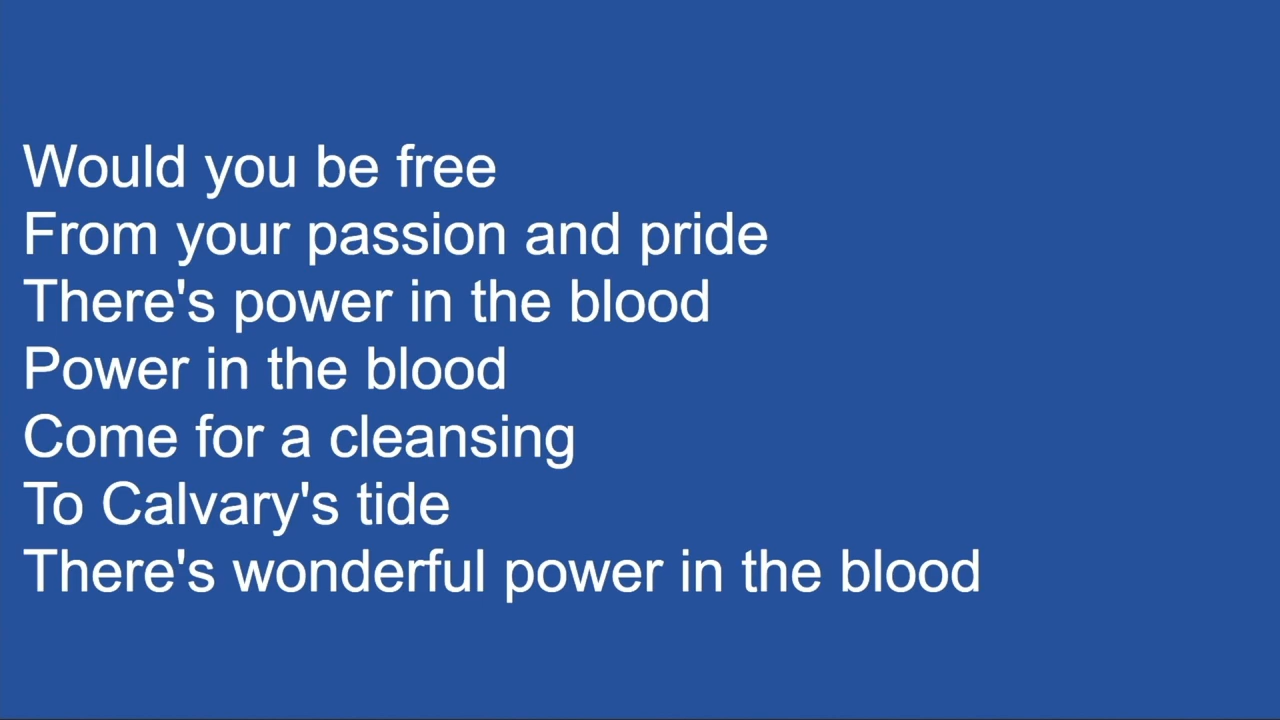 Would you be free
From your passion and pride
There's power in the blood
Power in the blood
Come for a cleansing
To Calvary's tide
There's wonderful power in the blood